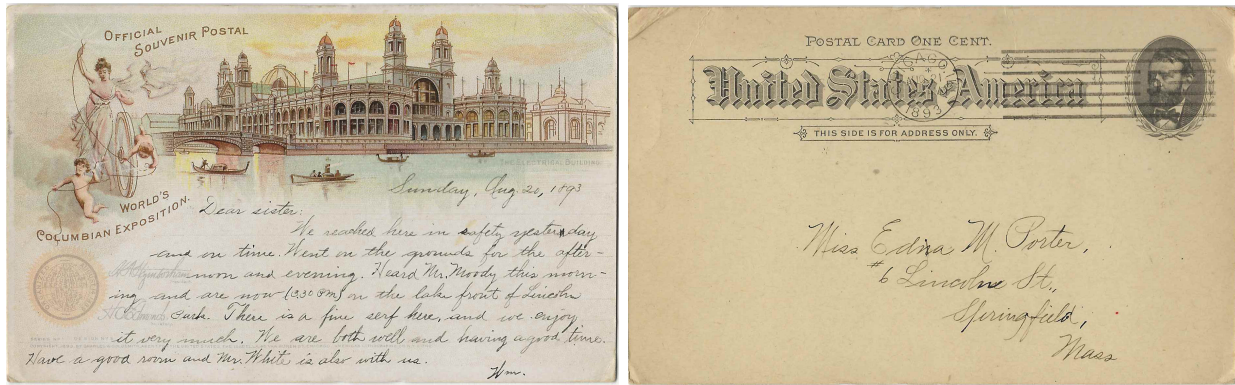 OFFICIAL
SOUVENIR POSTAL
THE ELECTRICAL BUILDING.
WORLD'S
COLUMBIAN EXPOSITION.
Sunday, Aug. 20, 1893
Dear sister:
We reached here in safety yesterday
and on time. Went on the grounds for the after-
noon and evening. Heard Mr. Moody this morn-
ing and are now (3,30 PM) on the lake front of Lincoln
Park. There is a fine serf here, and we enjoy
it very much. We are both well and having a good time.
Have a good room and Mr. White is also with us.
Wm.
POSTAL CARD ONE CENT.
United States of America
THIS SIDE IS FOR ADDRESS ONLY.
CHICAGO
1893
Miss Edna M. Porter,
#6 Lincoln St.,
Springfield,
Mass